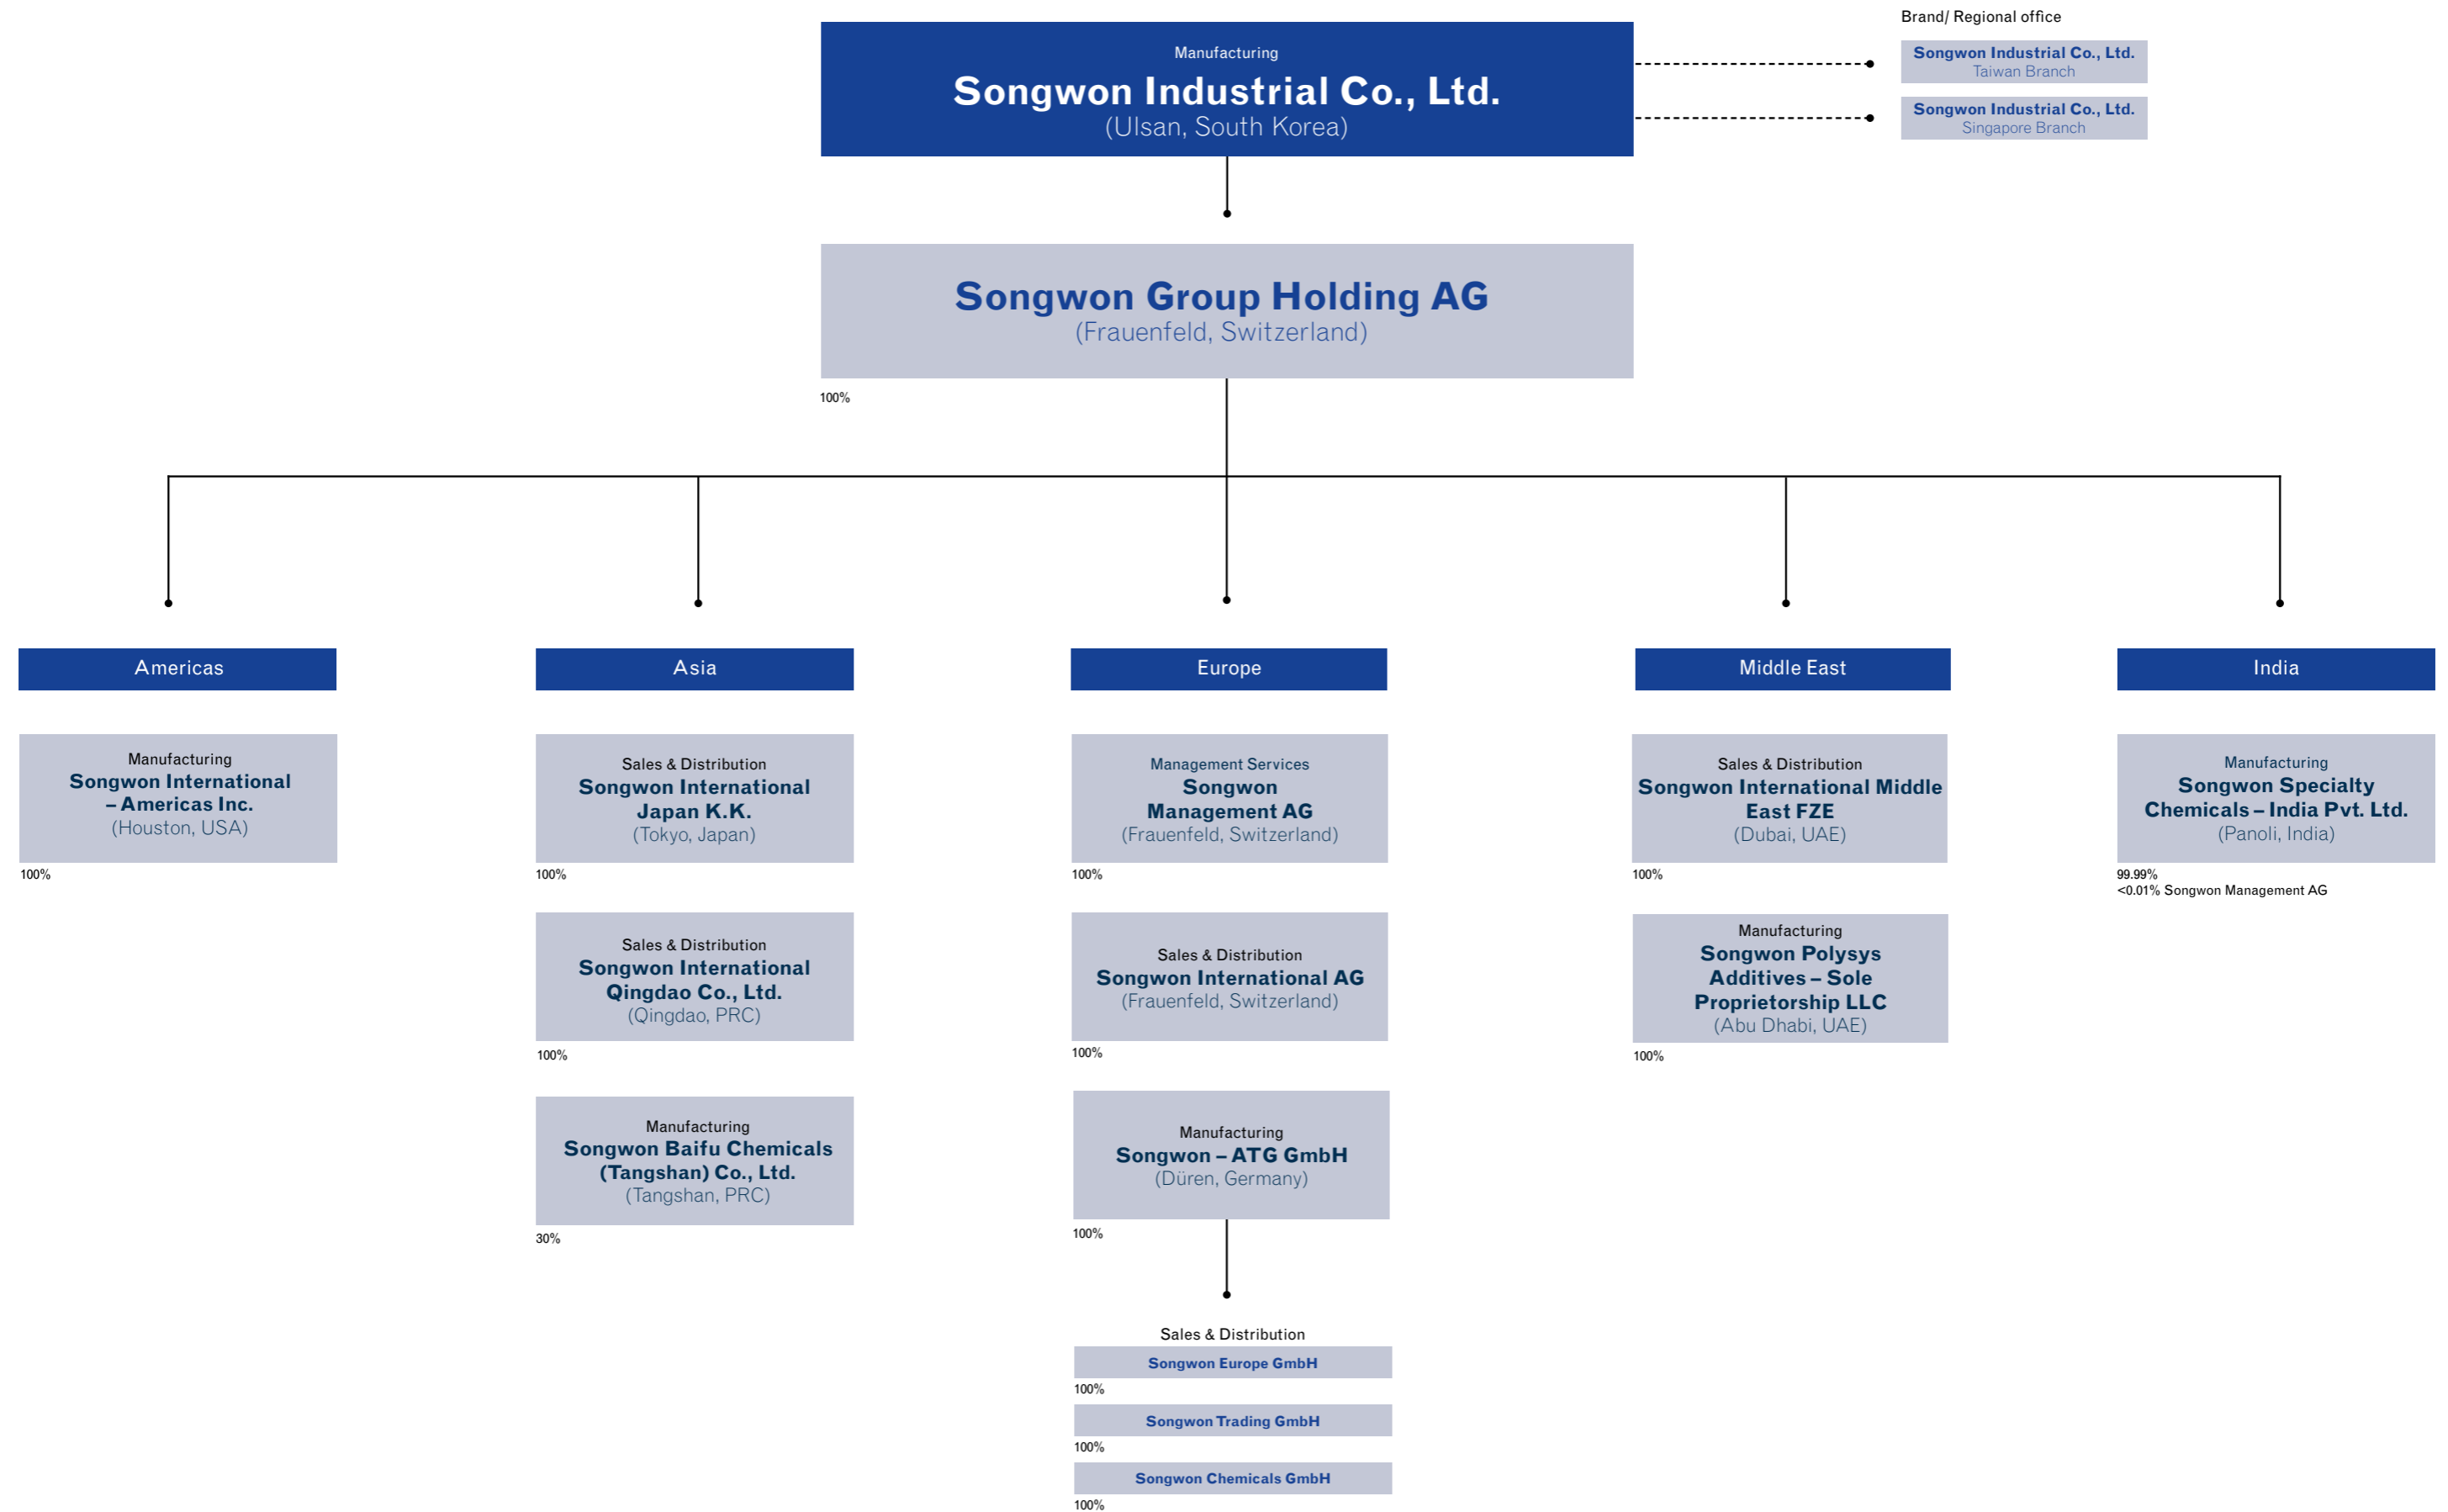 Brand/ Regional office
Manufacturing
Songwon Industrial Co., Ltd.
(Ulsan, South Korea)
Songwon Industrial Co., Ltd.
Taiwan Branch
Songwon Industrial Co., Ltd.
Singapore Branch
Songwon Group Holding AG
(Frauenfeld, Switzerland)
100%
Americas
Manufacturing
Songwon International
– Americas Inc.
(Houston, USA)
100%
Asia
Sales & Distribution
Songwon International
Japan K.K.
(Tokyo, Japan)
100%
Sales & Distribution
Songwon International
Qingdao Co., Ltd.
(Qingdao, PRC)
100%
Manufacturing
Songwon Baifu Chemicals
(Tangshan) Co., Ltd.
(Tangshan, PRC)
30%
Europe
Management Services
Songwon
Management AG
(Frauenfeld, Switzerland)
100%
Sales & Distribution
Songwon International AG
(Frauenfeld, Switzerland)
100%
Manufacturing
Songwon – ATG GmbH
(Düren, Germany)
100%
Sales & Distribution
Songwon Europe GmbH
100%
Songwon Trading GmbH
100%
Songwon Chemicals GmbH
100%
Middle East
Sales & Distribution
Songwon International Middle
East FZE
(Dubai, UAE)
100%
Manufacturing
Songwon Polysys
Additives – Sole
Proprietorship LLC
(Abu Dhabi, UAE)
100%
India
Manufacturing
Songwon Specialty
Chemicals – India Pvt. Ltd.
(Panoli, India)
99.99%
<0.01% Songwon Management AG